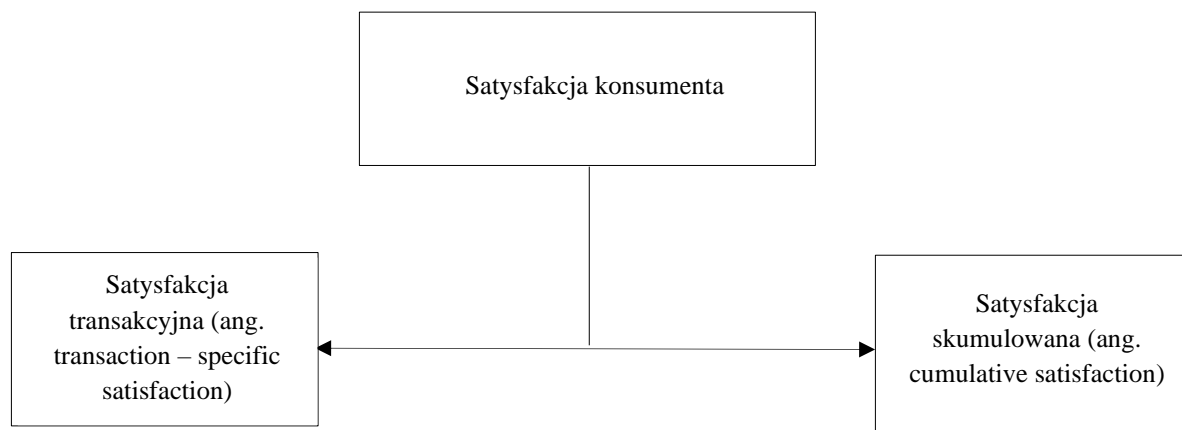 Satysfakcja konsumenta
Satysfakcja
transakcyjna (ang.
transaction – specific
satisfaction)
Satysfakcja
skumulowana (ang.
cumulative satisfaction)